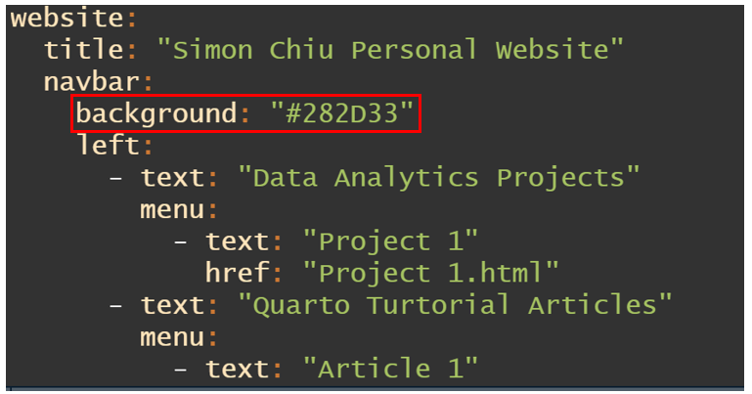 website:
  title: "Simon Chiu Personal Website"
  navbar:
    background: "#282D33"
    left:
      - text: "Data Analytics Projects"
        menu:
          - text: "Project 1"
            href: "Project 1.html"
      - text: "Quarto Turtorial Articles"
        menu:
          - text: "Article 1"